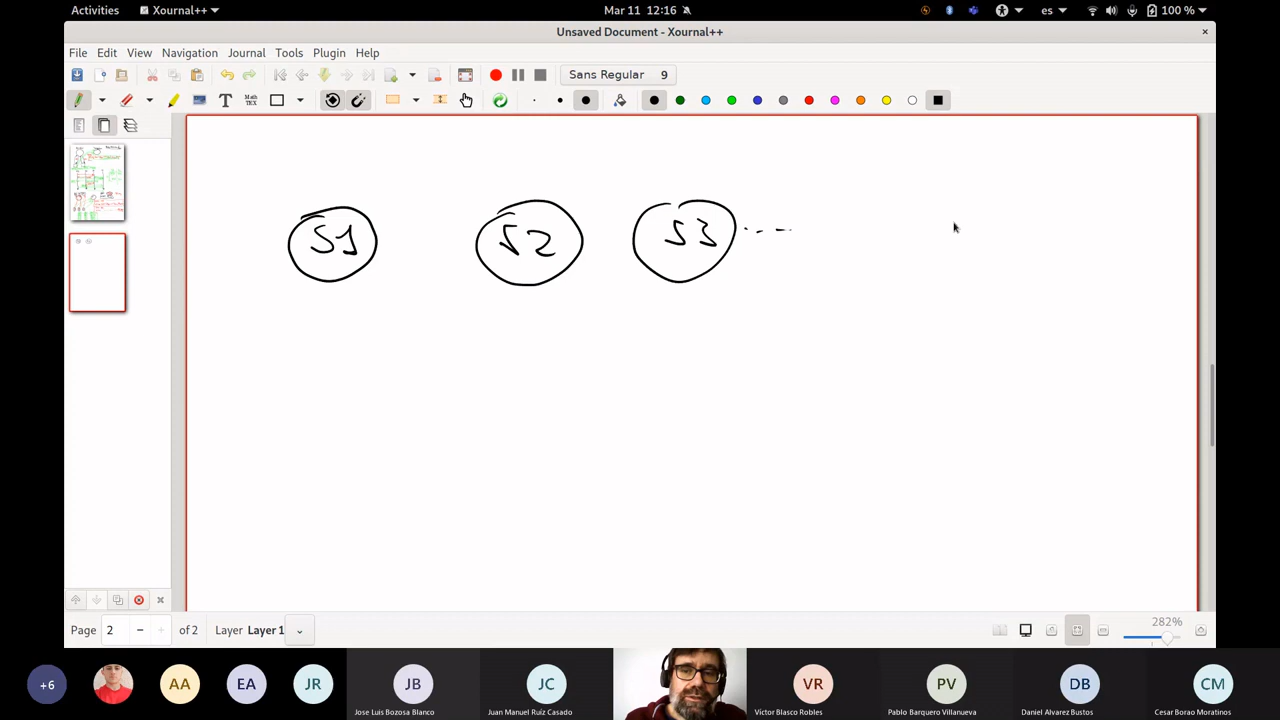 Activities Xournal++ Mar 11 12:16 es 100 %
Unsaved Document - Xournal++
File Edit View Navigation Journal Tools Plugin Help
Sans Regular 9
T Math TEX
S1 S2 S3 ...
Page 2 of 2 Layer Layer 1 282%
+6 AA EA JR JB JC VR PV DB CM
Jose Luis Bozosa Blanco Juan Manuel Ruiz Casado Víctor Blasco Robles Pablo Barquero Villanueva Daniel Alvarez Bustos Cesar Borao Moratinos